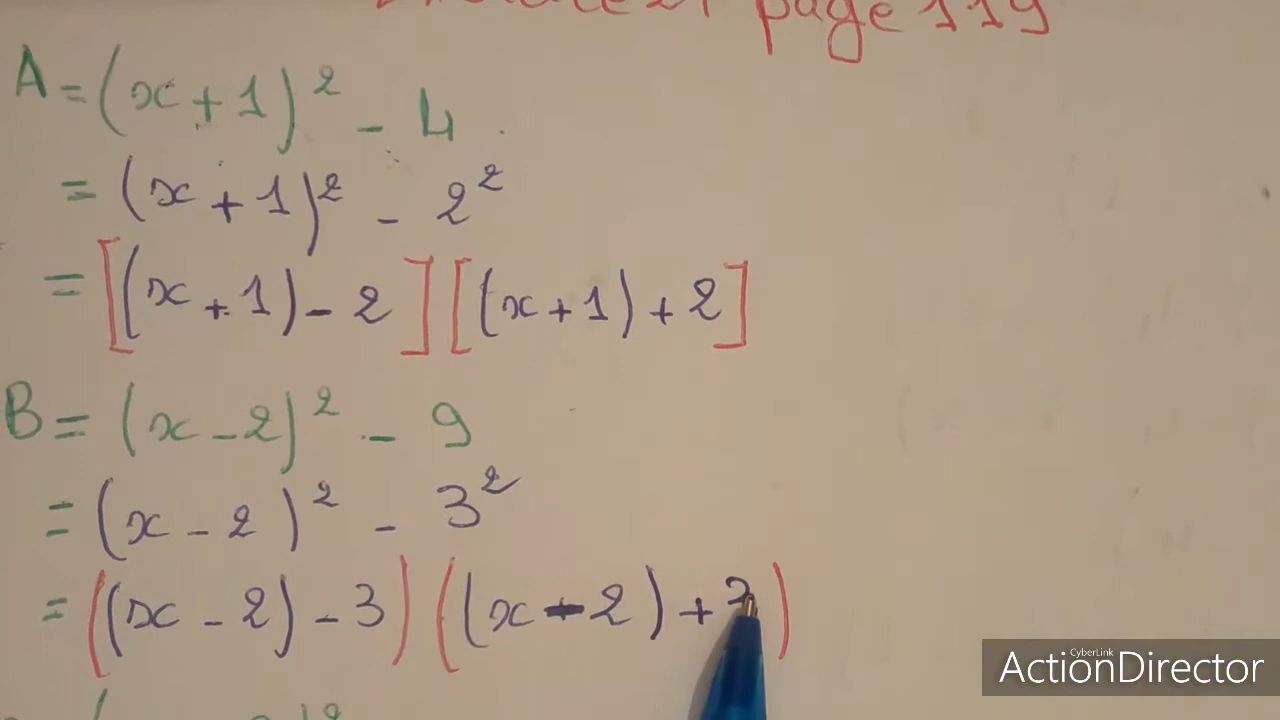 page 119
A = (x + 1)² - 4
= (x + 1)² - 2²
= [(x + 1) - 2] [(x + 1) + 2]
B = (x - 2)² - 9
= (x - 2)² - 3²
= ((x - 2) - 3) ((x - 2) + 3)
CyberLink
ActionDirector